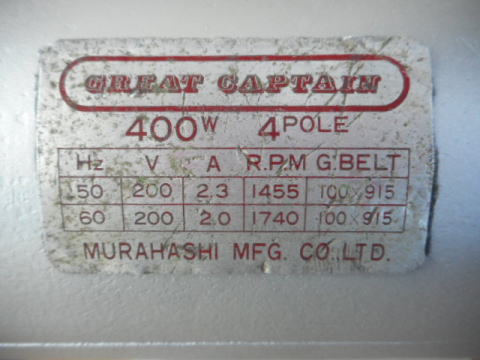 GREAT CAPTAIN
400W 4POLE
Hz V A R.P.M G.BELT
50 200 2.3 1455 100×915
60 200 2.0 1740 100×915
MURAHASHI MFG. CO.,LTD.